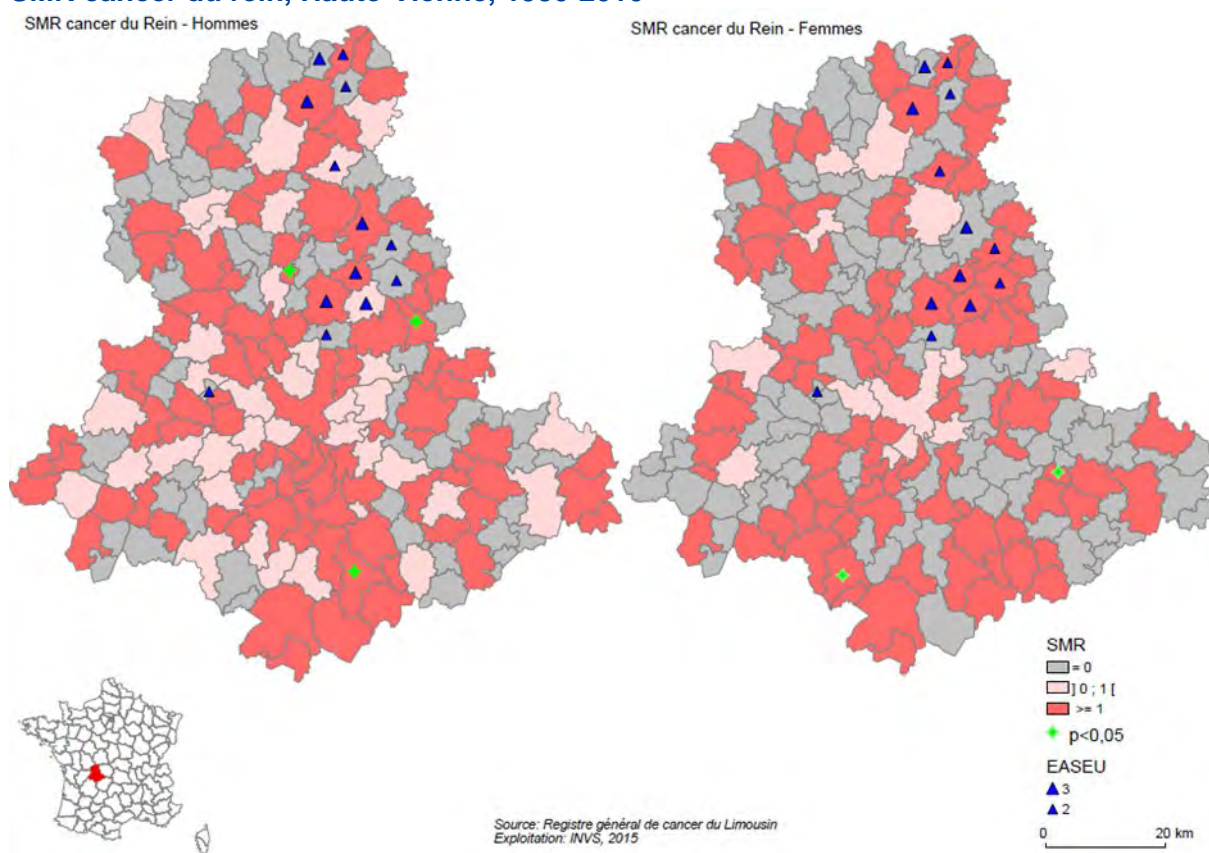 SMR cancer du Rein - Hommes
SMR cancer du Rein - Femmes
SMR
= 0
] 0 ; 1 [
>= 1
p<0,05
EASEU
3
2
0 20 km
Source: Registre général de cancer du Limousin
Exploitation: INVS, 2015